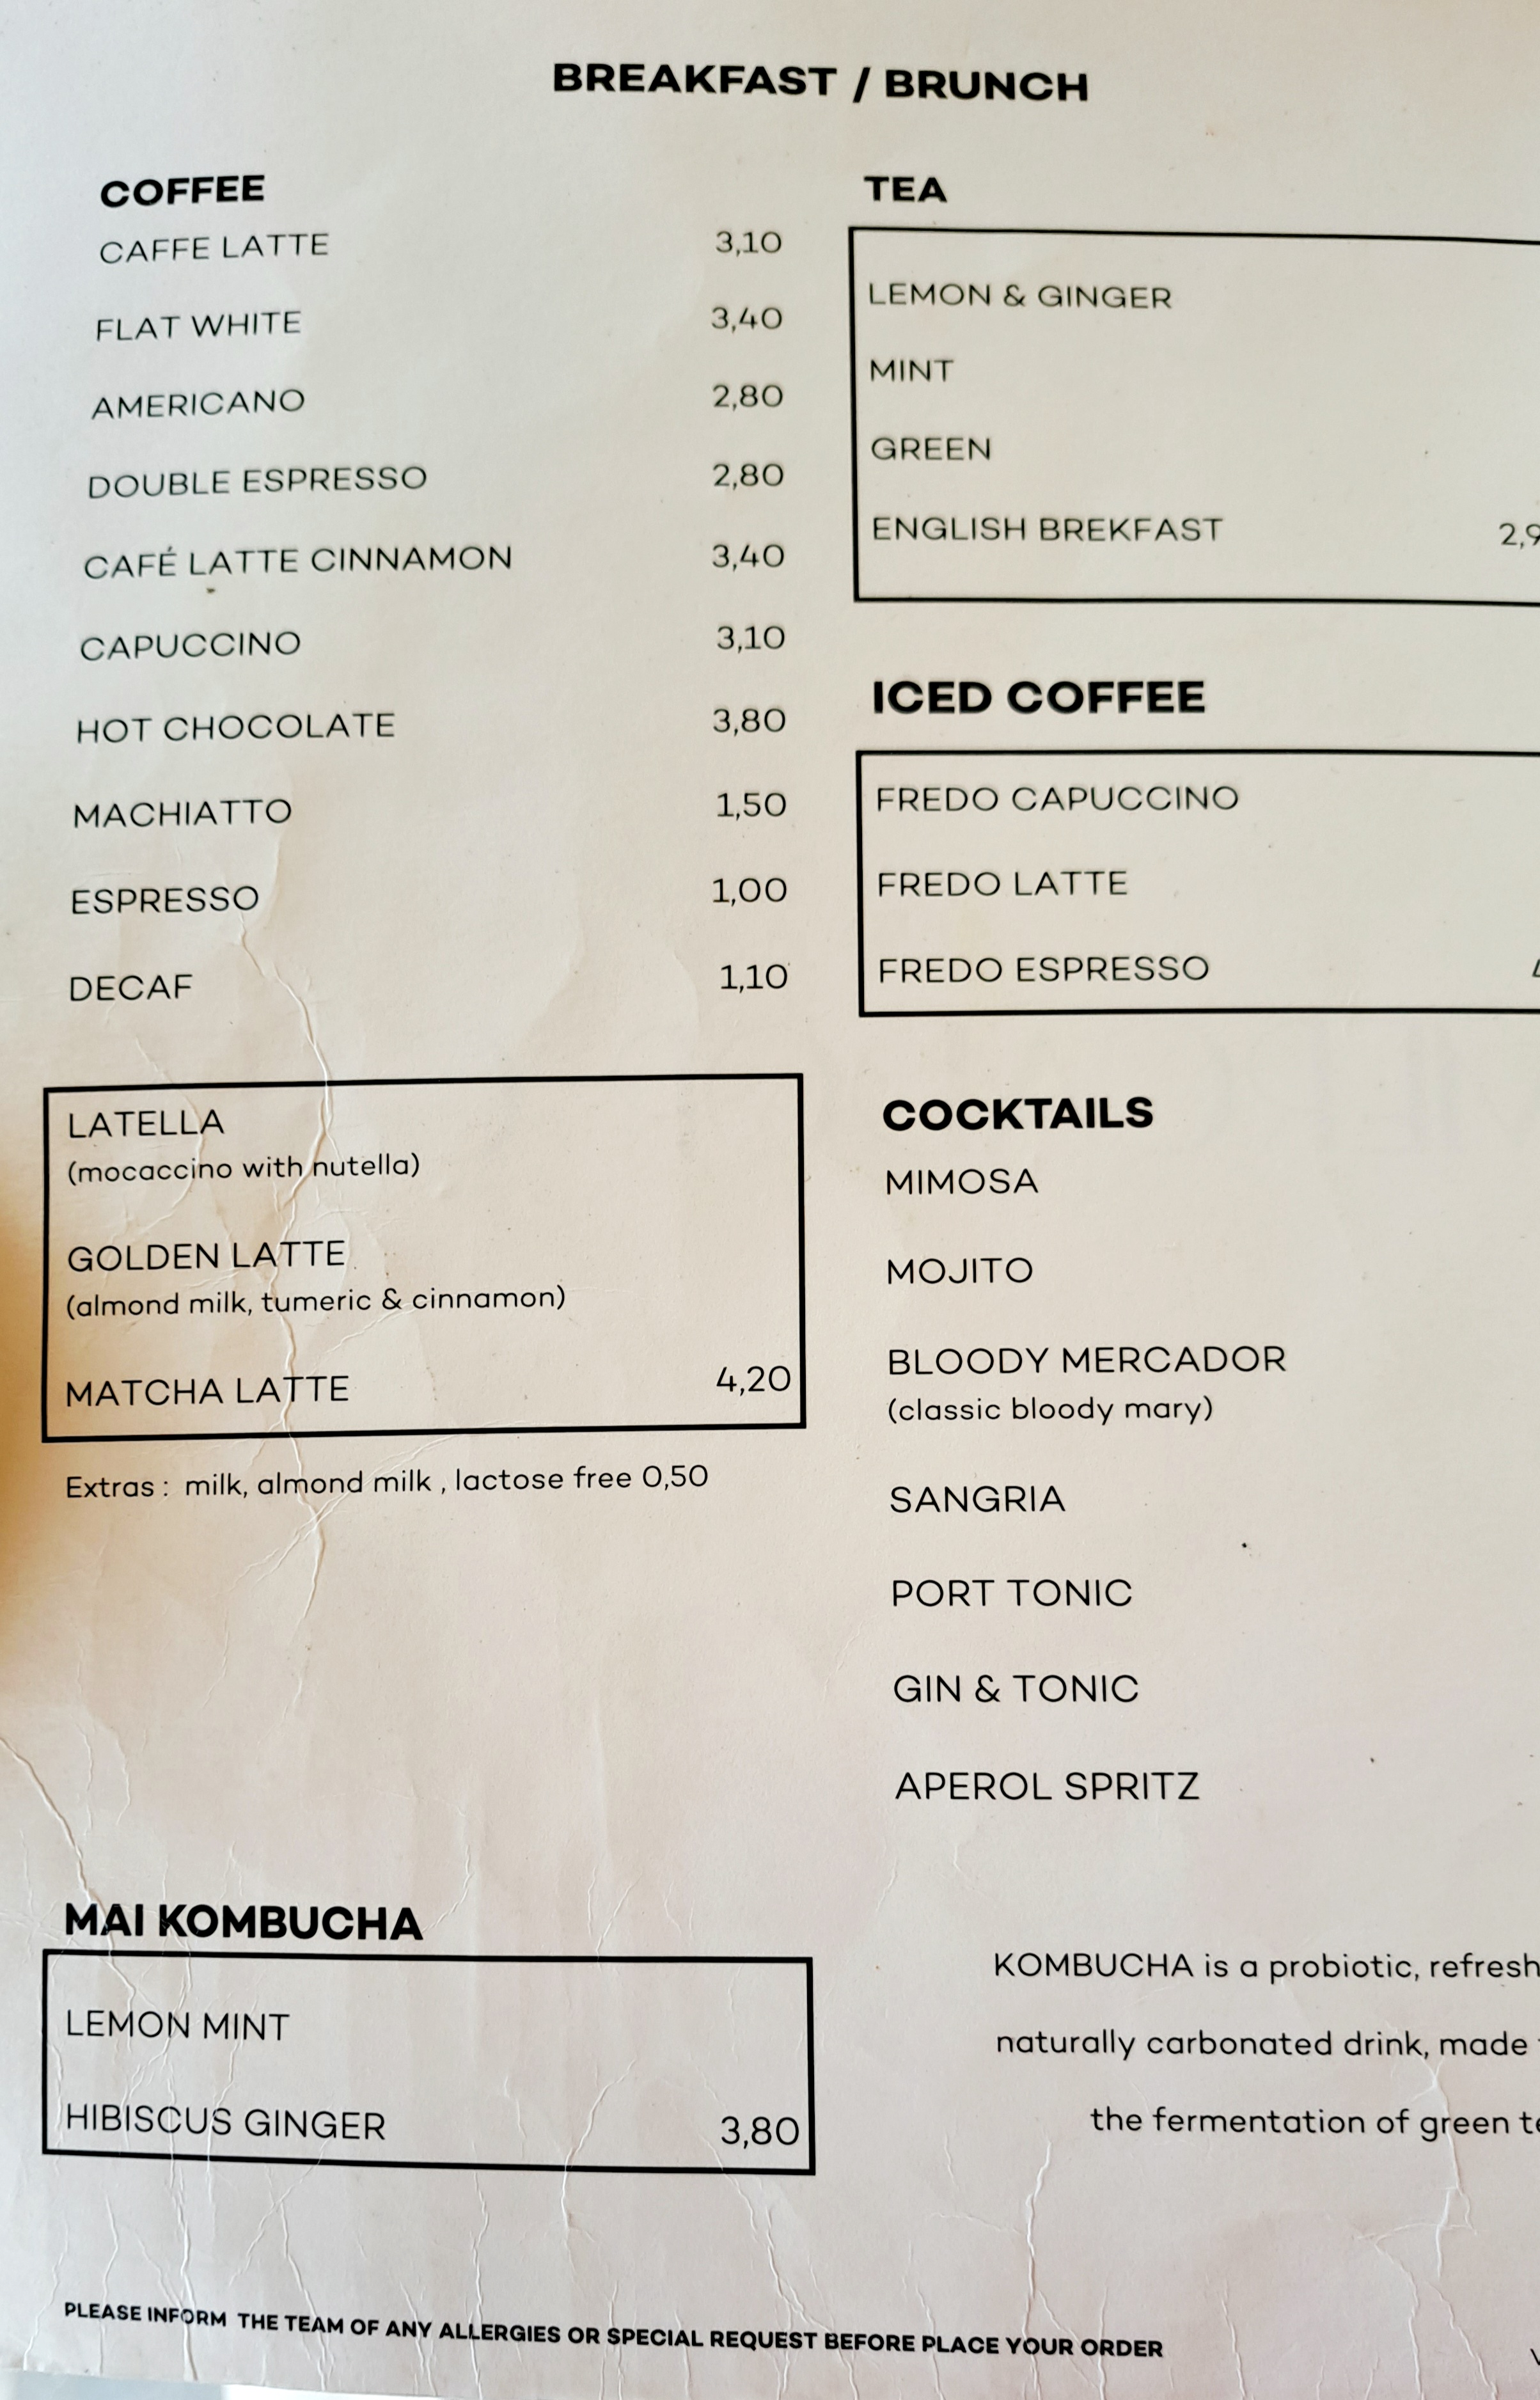 BREAKFAST / BRUNCH
COFFEE
CAFFE LATTE 3,10
FLAT WHITE 3,40
AMERICANO 2,80
DOUBLE ESPRESSO 2,80
CAFÉ LATTE CINNAMON 3,40
CAPUCCINO 3,10
HOT CHOCOLATE 3,80
MACHIATTO 1,50
ESPRESSO 1,00
DECAF 1,10
LATELLA
(mocaccino with nutella)
GOLDEN LATTE
(almond milk, tumeric & cinnamon)
MATCHA LATTE 4,20
Extras : milk, almond milk , lactose free 0,50
TEA
LEMON & GINGER
MINT
GREEN
ENGLISH BREKFAST 2,9
ICED COFFEE
FREDO CAPUCCINO
FREDO LATTE
FREDO ESPRESSO
COCKTAILS
MIMOSA
MOJITO
BLOODY MERCADOR
(classic bloody mary)
SANGRIA
PORT TONIC
GIN & TONIC
APEROL SPRITZ
MAI KOMBUCHA
LEMON MINT
HIBISCUS GINGER 3,80
KOMBUCHA is a probiotic, refresh
naturally carbonated drink, made
the fermentation of green te
PLEASE INFORM THE TEAM OF ANY ALLERGIES OR SPECIAL REQUEST BEFORE PLACE YOUR ORDER